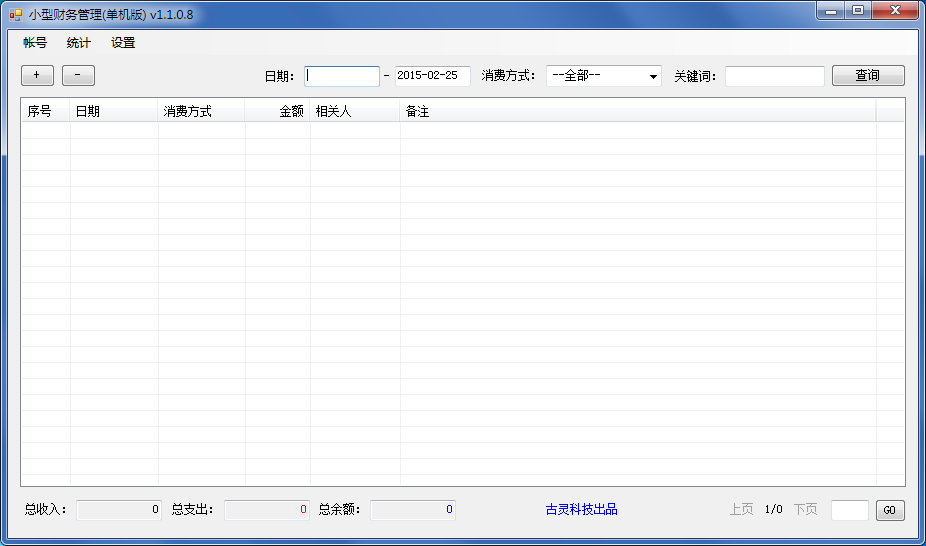 小型财务管理(单机版) v1.1.0.8
帐号 统计 设置
+ - 日期: - 2015-02-25 消费方式: --全部-- 关键词: 查询
序号 日期 消费方式 金额 相关人 备注
总收入: 0 总支出: 0 总余额: 0 古灵科技出品 上页 1/0 下页 GO